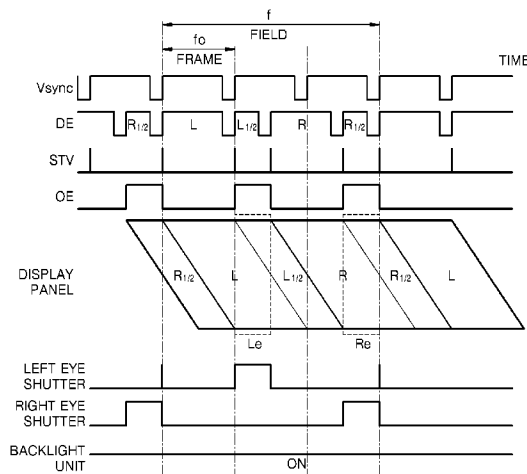 f
FIELD
fo
FRAME
TIME
Vsync
DE
R1/2
L
L1/2
R
R1/2
STV
OE
DISPLAY
PANEL
R1/2
L
L1/2
R
R1/2
L
Le
Re
LEFT EYE
SHUTTER
RIGHT EYE
SHUTTER
BACKLIGHT
UNIT
ON